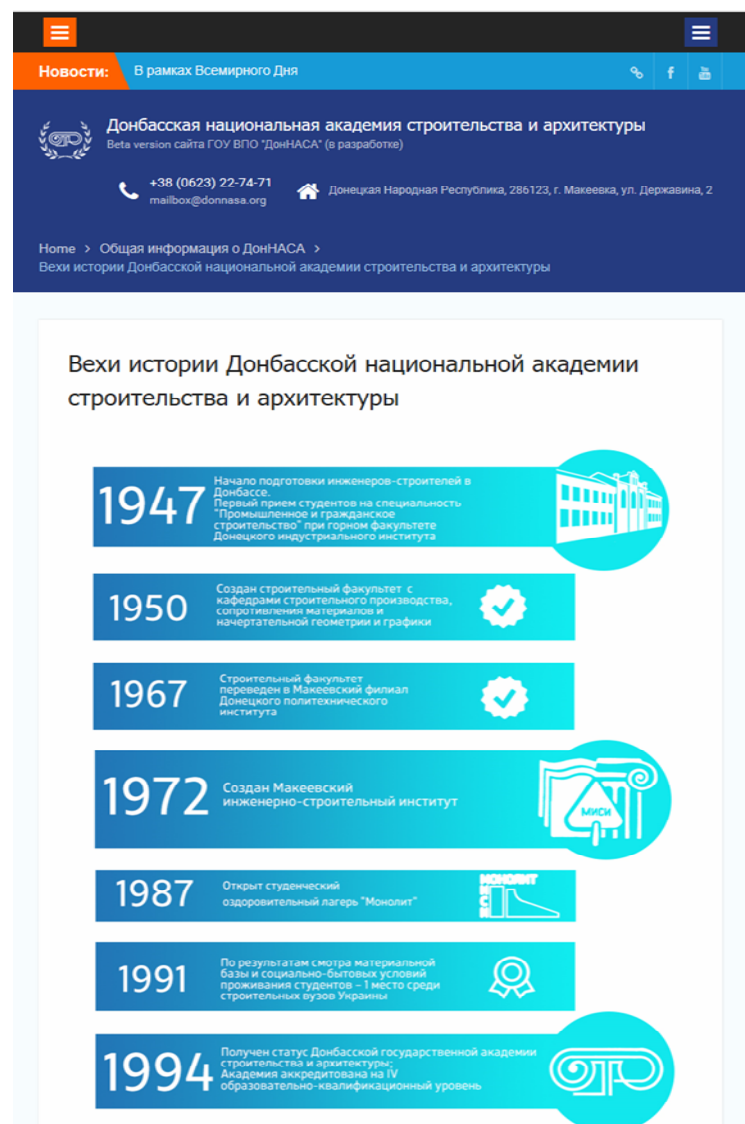 Новости: В рамках Всемирного Дня
Донбасская национальная академия строительства и архитектуры
Beta version сайта ГОУ ВПО "ДонНАСА" (в разработке)
+38 (0623) 22-74-71
mailbox@donnasa.org
Донецкая Народная Республика, 286123, г. Макеевка, ул. Державина, 2
Home > Общая информация о ДонНАСА >
Вехи истории Донбасской национальной академии строительства и архитектуры
Вехи истории Донбасской национальной академии
строительства и архитектуры
1947
Начало подготовки инженеров-строителей в
Донбассе.
Первый прием студентов на специальность
"Промышленное и гражданское
строительство" при горном факультете
Донецкого индустриального института
1950
Создан строительный факультет с
кафедрами строительного производства,
сопротивления материалов и
начертательной геометрии и графики
1967
Строительный факультет
переведен в Макеевский филиал
Донецкого политехнического
института
1972
Создан Макеевский
инженерно-строительный институт
МИСИ
1987
Открыт студенческий
оздоровительный лагерь "Монолит"
МОНОЛИТ
МИСИ
1991
По результатам смотра материальной
базы и социально-бытовых условий
проживания студентов – 1 место среди
строительных вузов Украины
1994
Получен статус Донбасской государственной академии
строительства и архитектуры;
Академия аккредитована на IV
образовательно-квалификационный уровень